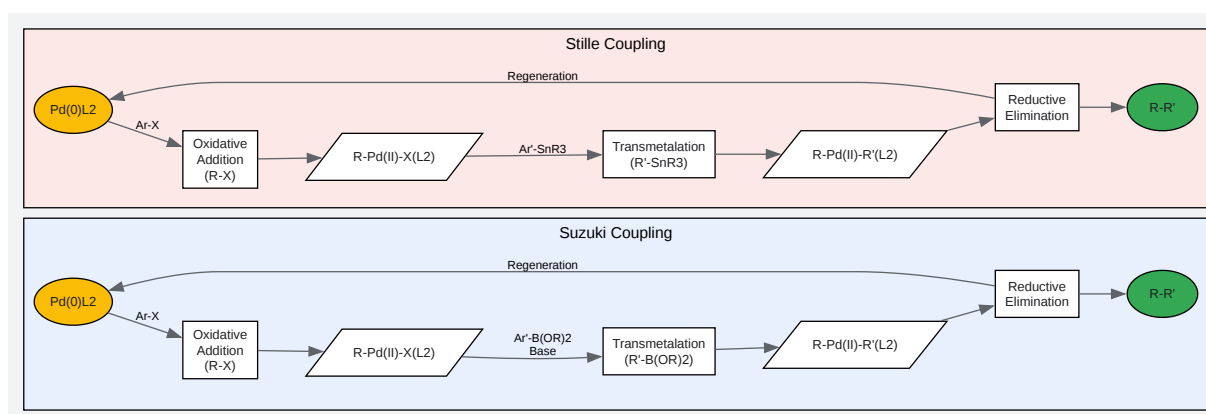 Stille Coupling
Regeneration
Pd(0)L2
Ar-X
Oxidative
Addition
(R-X)
R-Pd(II)-X(L2)
Ar'-SnR3
Transmetalation
(R'-SnR3)
R-Pd(II)-R'(L2)
Reductive
Elimination
R-R'
Suzuki Coupling
Regeneration
Pd(0)L2
Ar-X
Oxidative
Addition
(R-X)
R-Pd(II)-X(L2)
Ar'-B(OR)2
Base
Transmetalation
(R'-B(OR)2)
R-Pd(II)-R'(L2)
Reductive
Elimination
R-R'